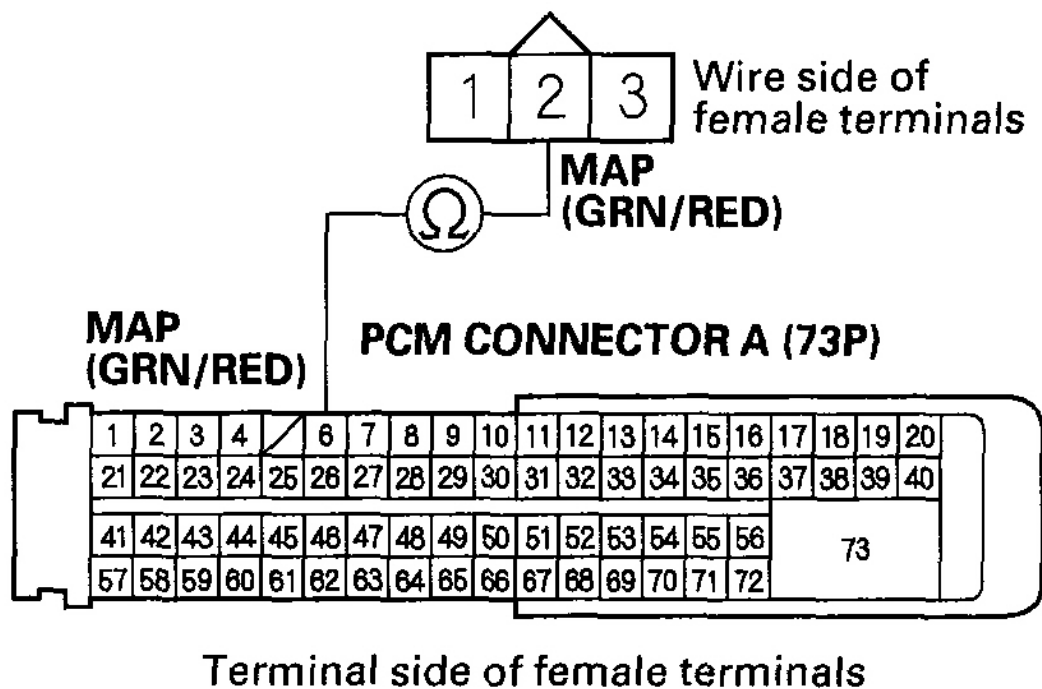 1 2 3
Wire side of
female terminals
MAP
(GRN/RED)
Ω
MAP
(GRN/RED)
PCM CONNECTOR A (73P)
1 2 3 4 6 7 8 9 10 11 12 13 14 15 16 17 18 19 20
21 22 23 24 25 26 27 28 29 30 31 32 33 34 35 36 37 38 39 40
41 42 43 44 45 46 47 48 49 50 51 52 53 54 55 56
73
57 58 59 60 61 62 63 64 65 66 67 68 69 70 71 72
Terminal side of female terminals